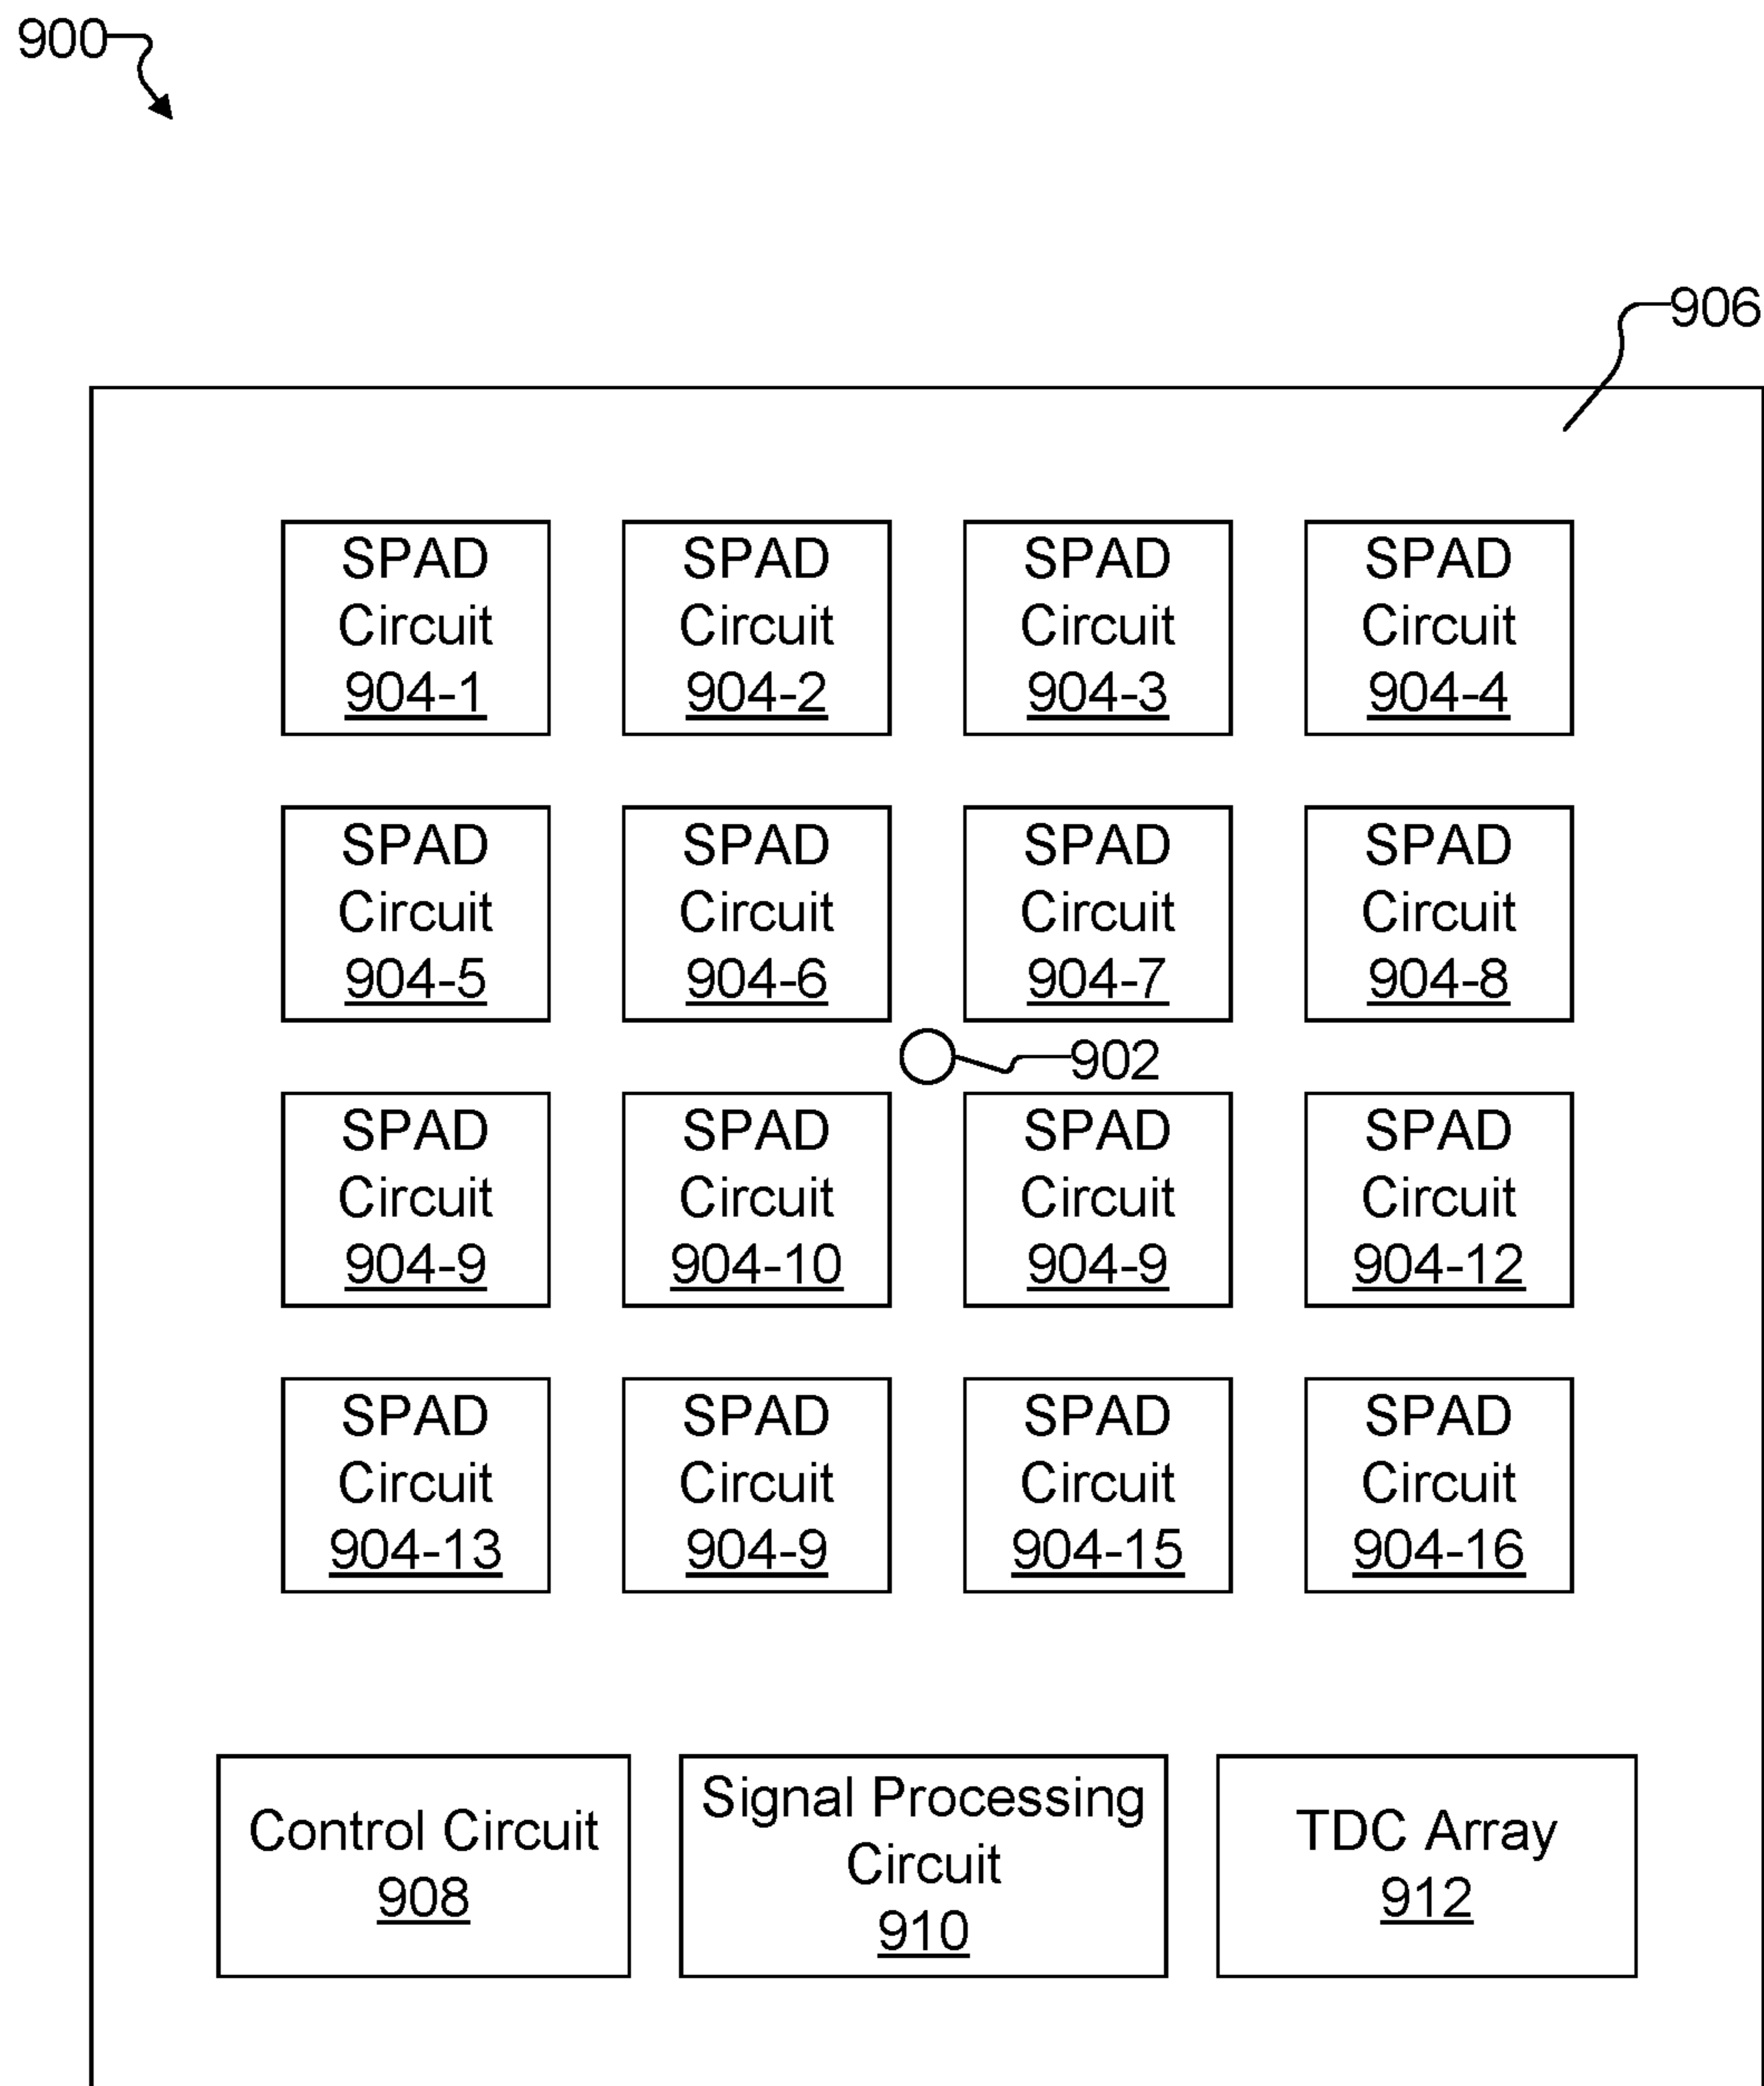 900
906
SPAD
Circuit
904-1
SPAD
Circuit
904-2
SPAD
Circuit
904-3
SPAD
Circuit
904-4
SPAD
Circuit
904-5
SPAD
Circuit
904-6
SPAD
Circuit
904-7
SPAD
Circuit
904-8
902
SPAD
Circuit
904-9
SPAD
Circuit
904-10
SPAD
Circuit
904-9
SPAD
Circuit
904-12
SPAD
Circuit
904-13
SPAD
Circuit
904-9
SPAD
Circuit
904-15
SPAD
Circuit
904-16
Control Circuit
908
Signal Processing
Circuit
910
TDC Array
912